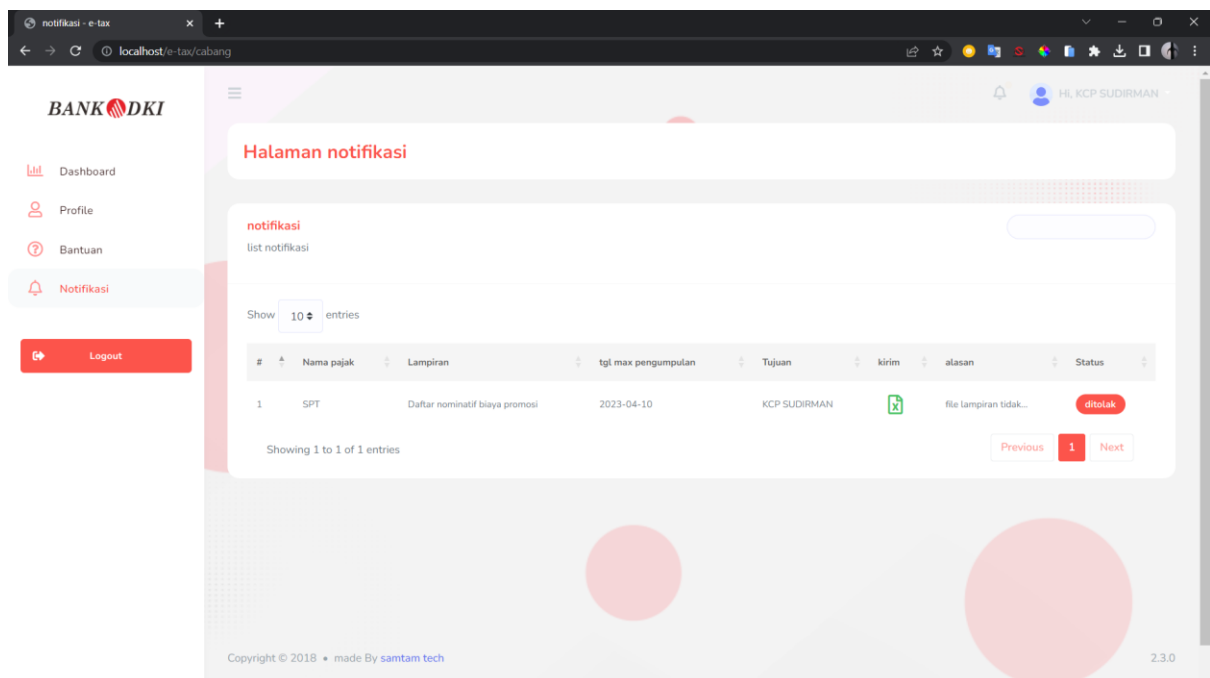 notifikasi - e-tax
localhost/e-tax/cabang
BANK DKI
Hi, KCP SUDIRMAN
Dashboard
Profile
Bantuan
Notifikasi
Logout
Halaman notifikasi
notifikasi
list notifikasi
Show 10 entries
# Nama pajak Lampiran tgl max pengumpulan Tujuan kirim alasan Status
1 SPT Daftar nominatif biaya promosi 2023-04-10 KCP SUDIRMAN file lampiran tidak... ditolak
Showing 1 to 1 of 1 entries
Previous 1 Next
Copyright © 2018 • made By samtam tech
2.3.0